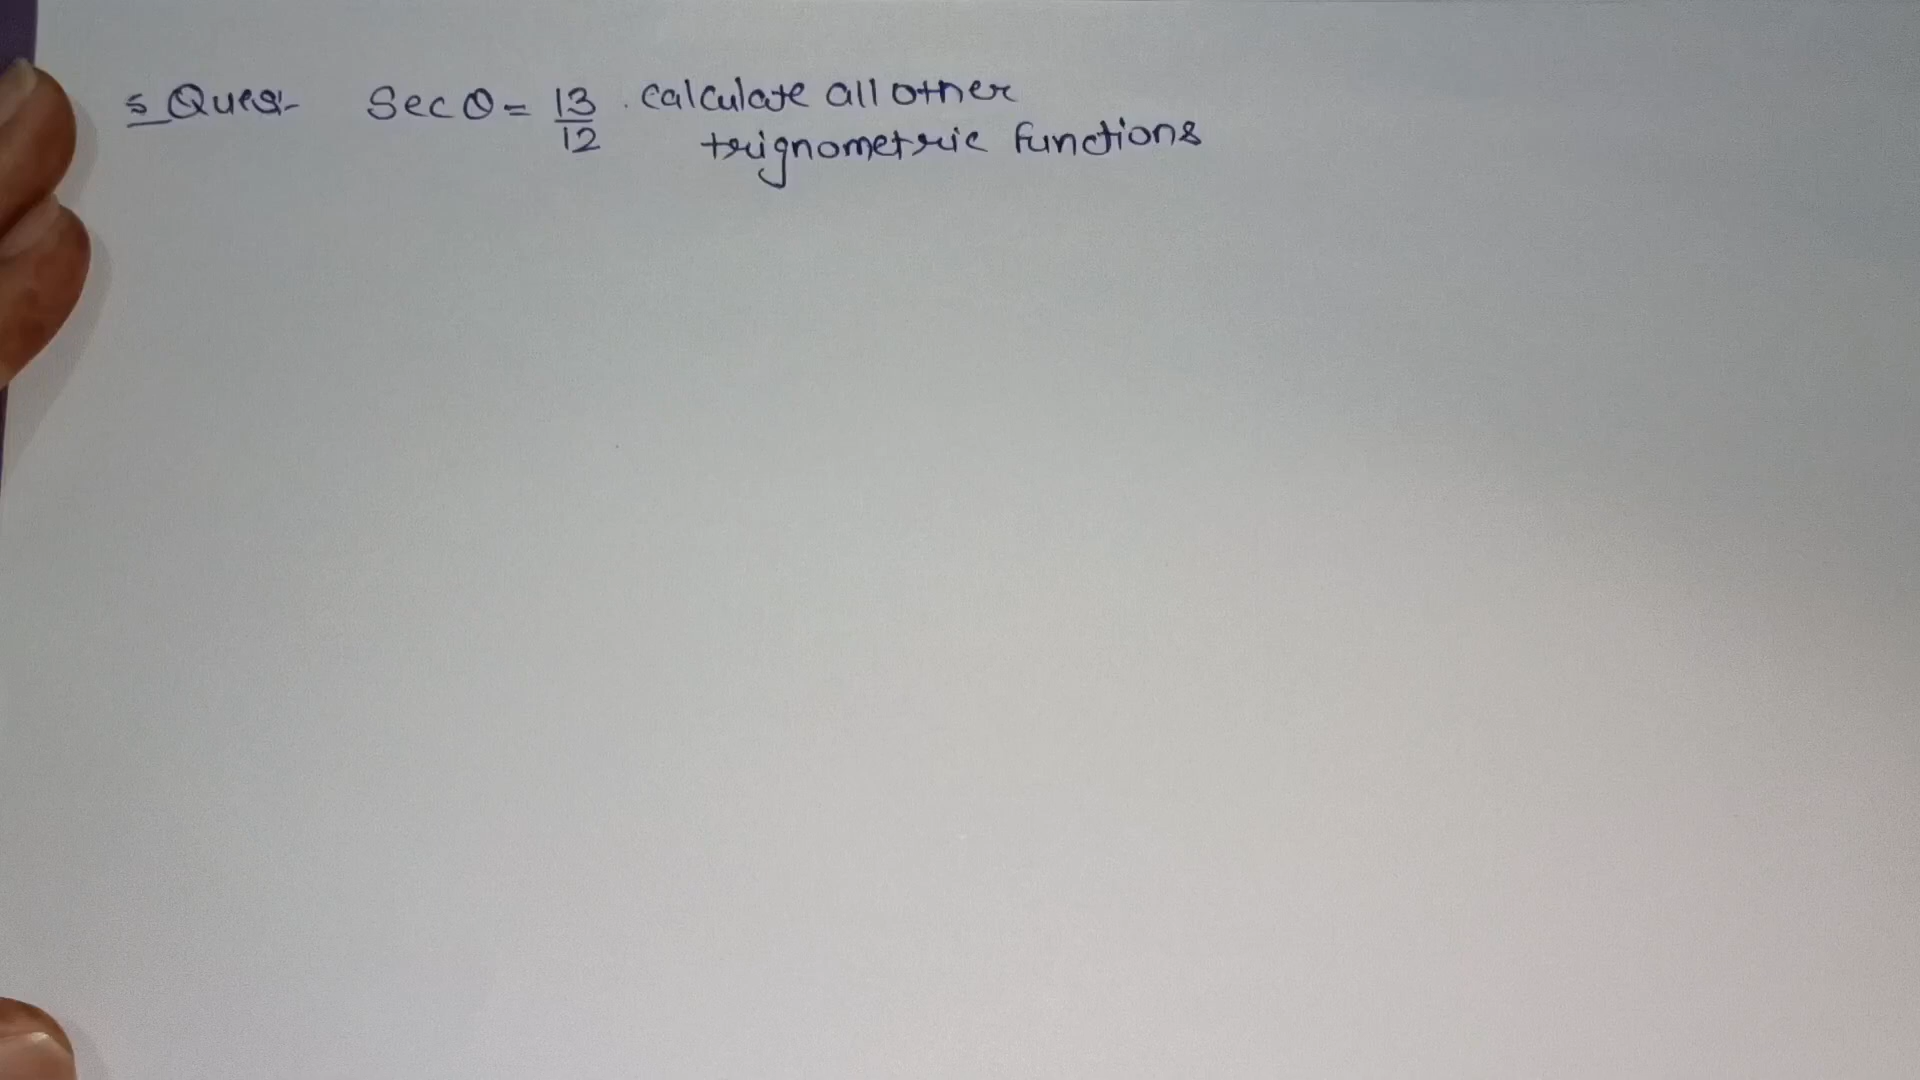 5 Ques:- Sec θ = 13/12 . calculate all other
trignometric functions